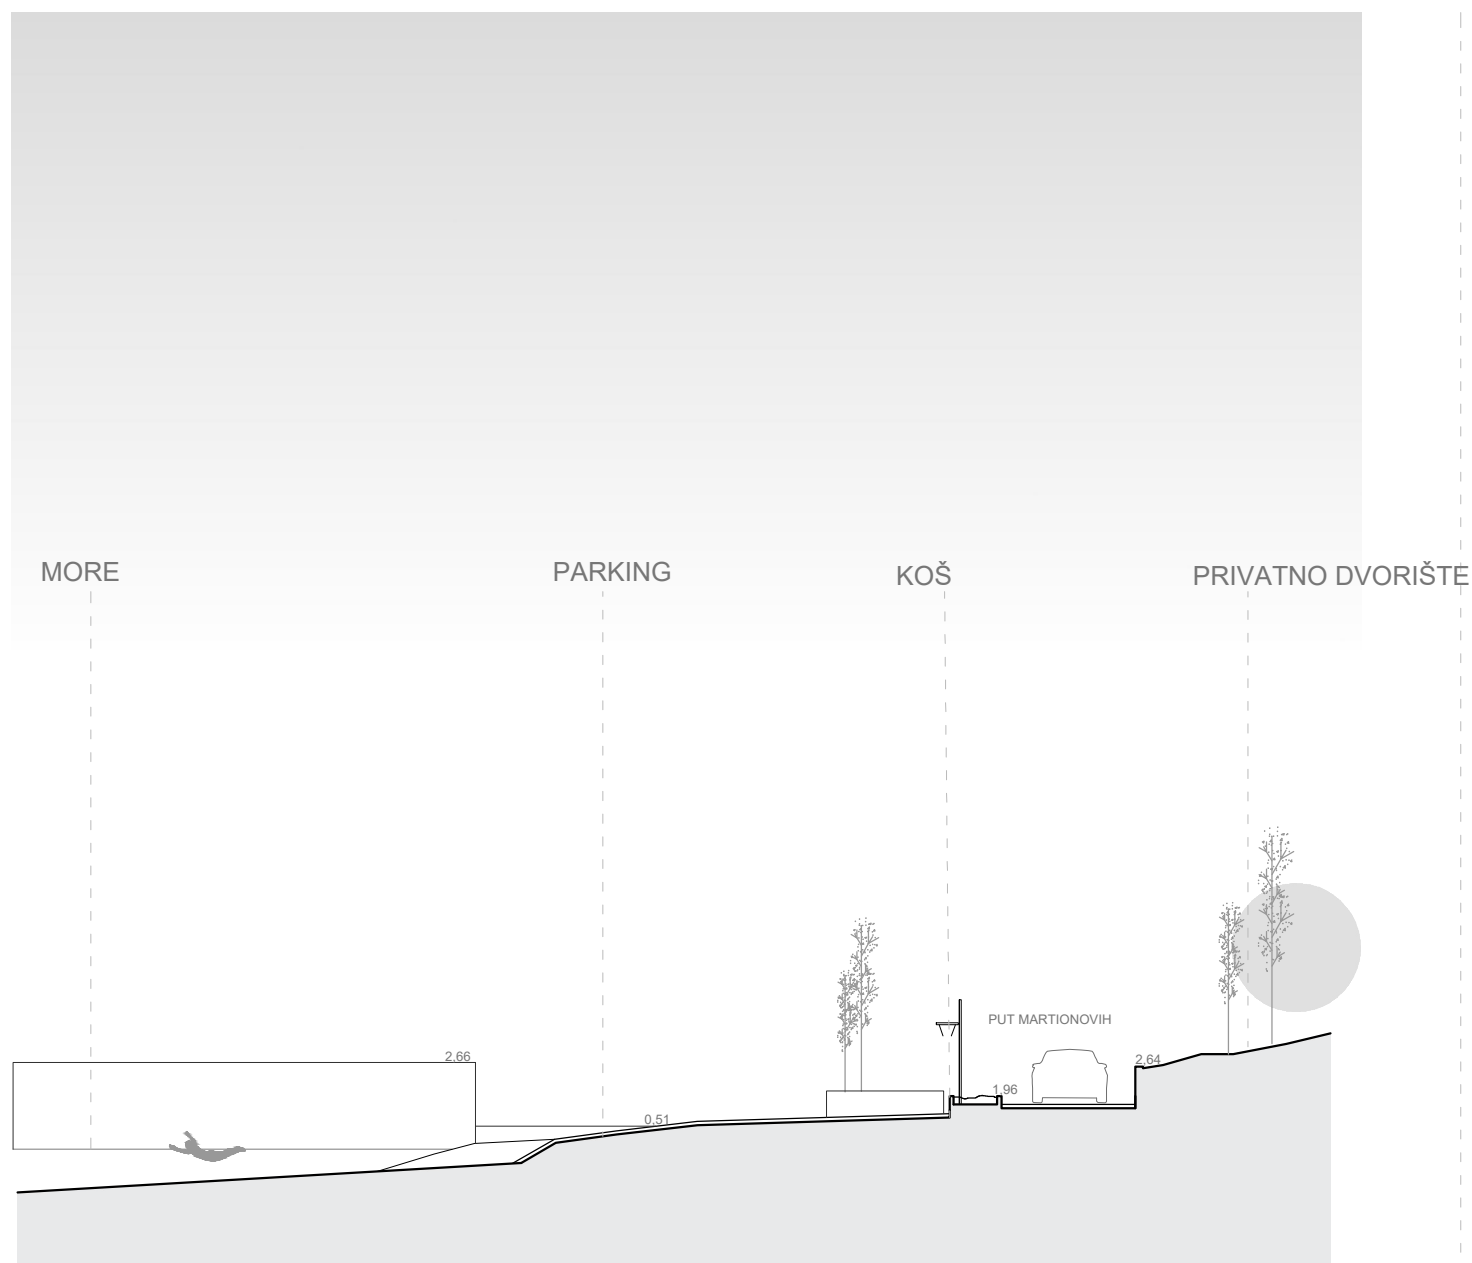 MORE
PARKING
KOŠ
PRIVATNO DVORIŠTE
PUT MARTIONOVIH
2,66
2,64
1,96
0,51